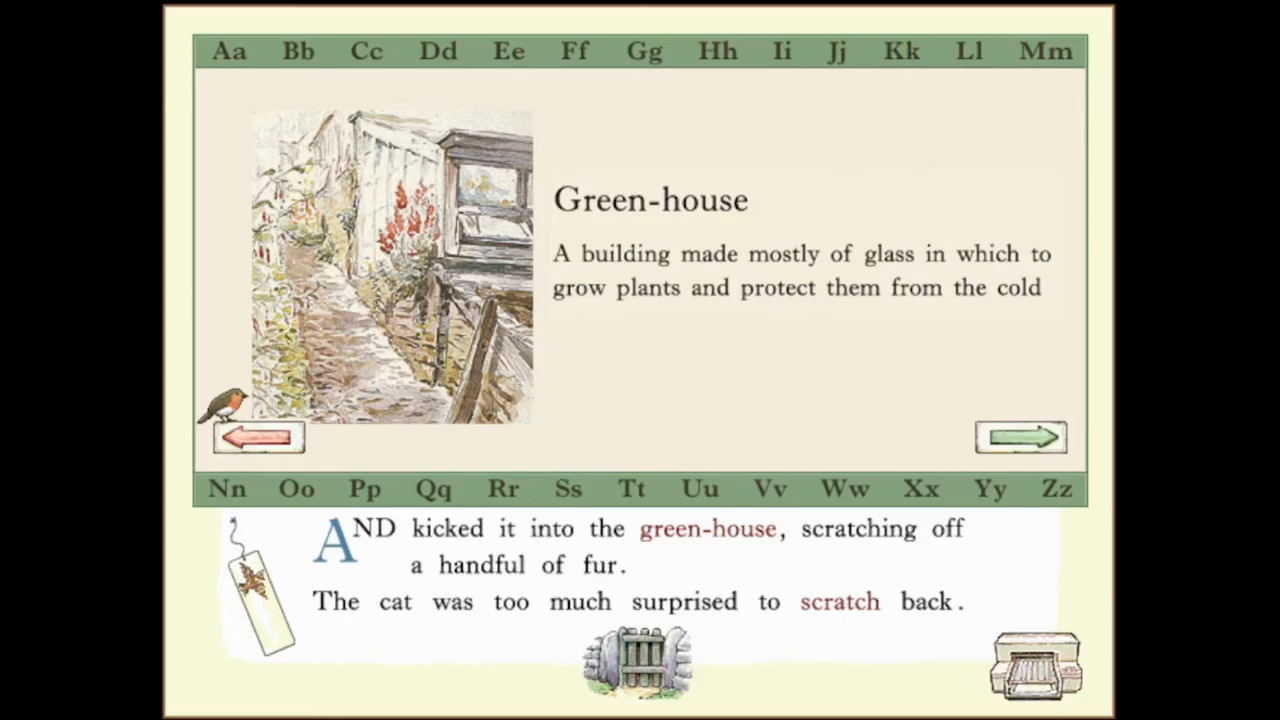 Aa Bb Cc Dd Ee Ff Gg Hh Ii Jj Kk Ll Mm
Green-house
A building made mostly of glass in which to
grow plants and protect them from the cold
Nn Oo Pp Qq Rr Ss Tt Uu Vv Ww Xx Yy Zz
AND kicked it into the green-house, scratching off
a handful of fur.
The cat was too much surprised to scratch back.